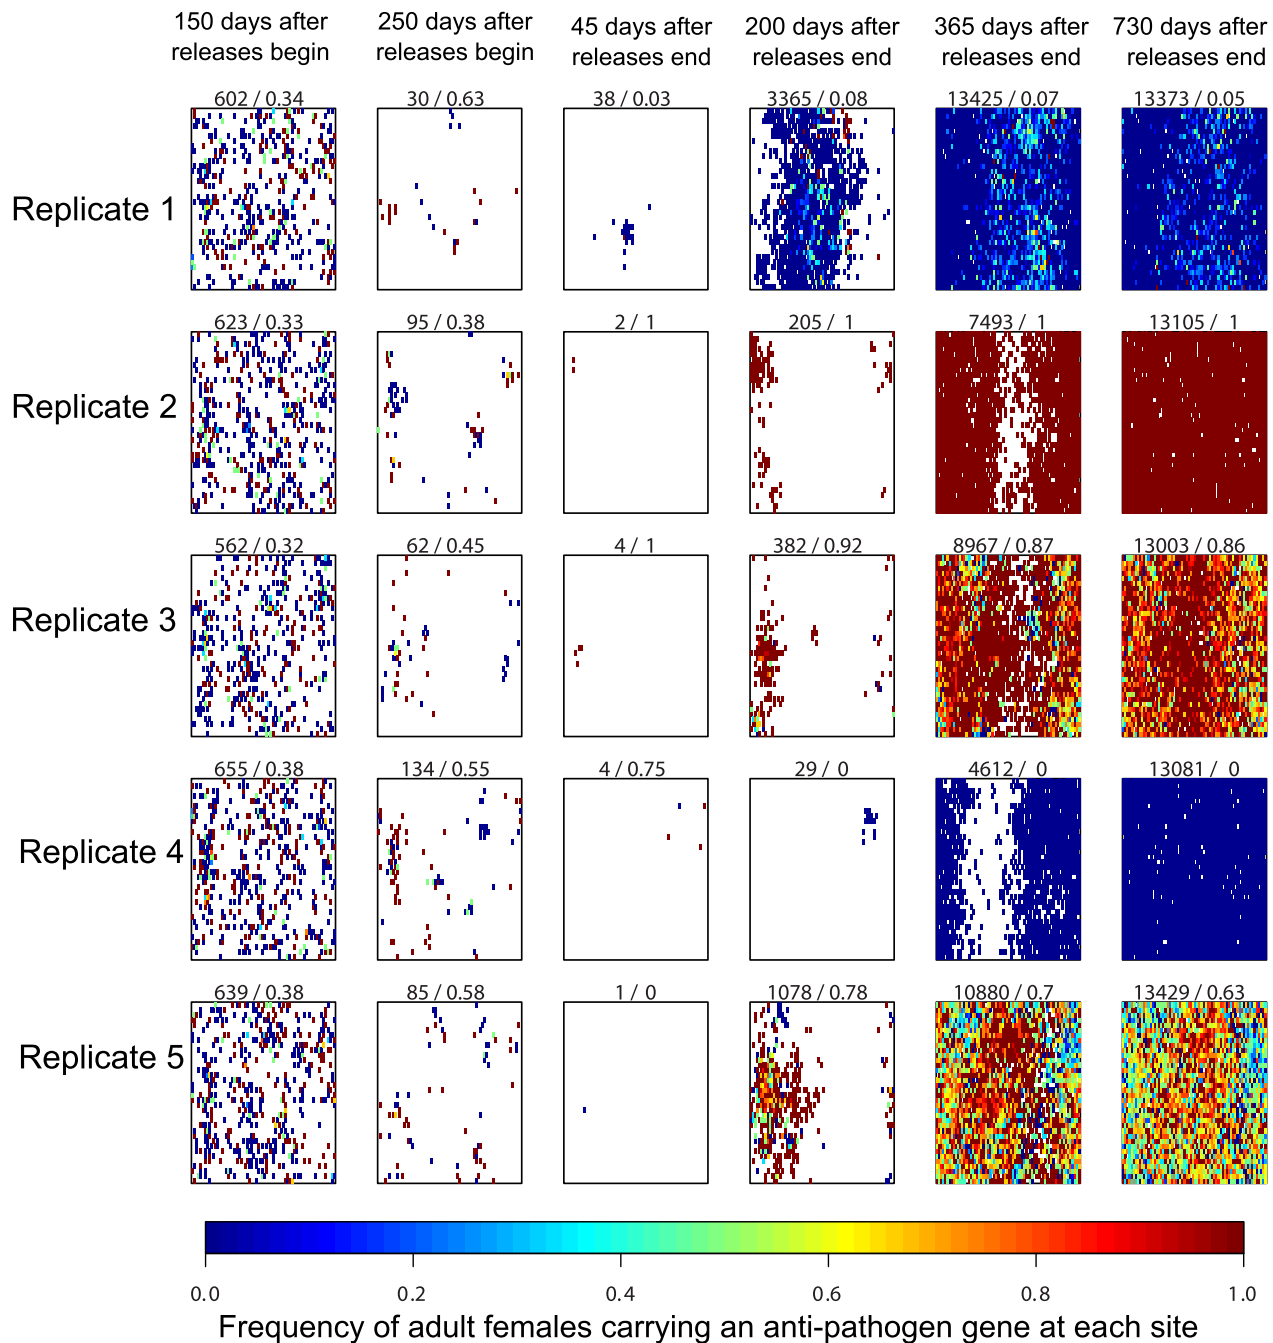 150 days after
releases begin
250 days after
releases begin
45 days after
releases end
200 days after
releases end
365 days after
releases end
730 days after
releases end
Replicate 1
602 / 0.34
30 / 0.63
38 / 0.03
3365 / 0.08
13425 / 0.07
13373 / 0.05
Replicate 2
623 / 0.33
95 / 0.38
2 / 1
205 / 1
7493 / 1
13105 / 1
Replicate 3
562 / 0.32
62 / 0.45
4 / 1
382 / 0.92
8967 / 0.87
13003 / 0.86
Replicate 4
655 / 0.38
134 / 0.55
4 / 0.75
29 / 0
4612 / 0
13081 / 0
Replicate 5
639 / 0.38
85 / 0.58
1 / 0
1078 / 0.78
10880 / 0.7
13429 / 0.63
0.0
0.2
0.4
0.6
0.8
1.0
Frequency of adult females carrying an anti-pathogen gene at each site